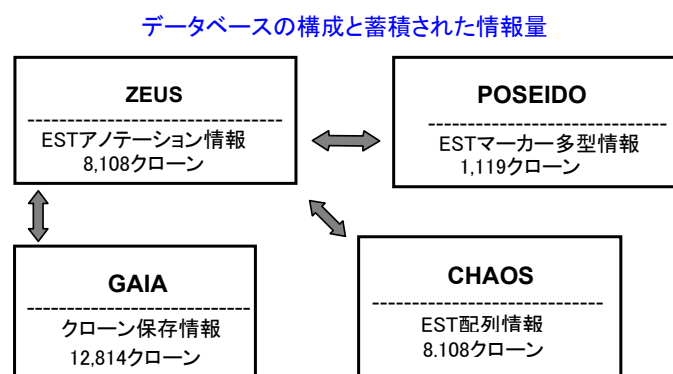 データベースの構成と蓄積された情報量
ZEUS
ESTアノテーション情報
8,108クローン
POSEIDO
ESTマーカー多型情報
1,119クローン
GAIA
クローン保存情報
12,814クローン
CHAOS
EST配列情報
8.108クローン